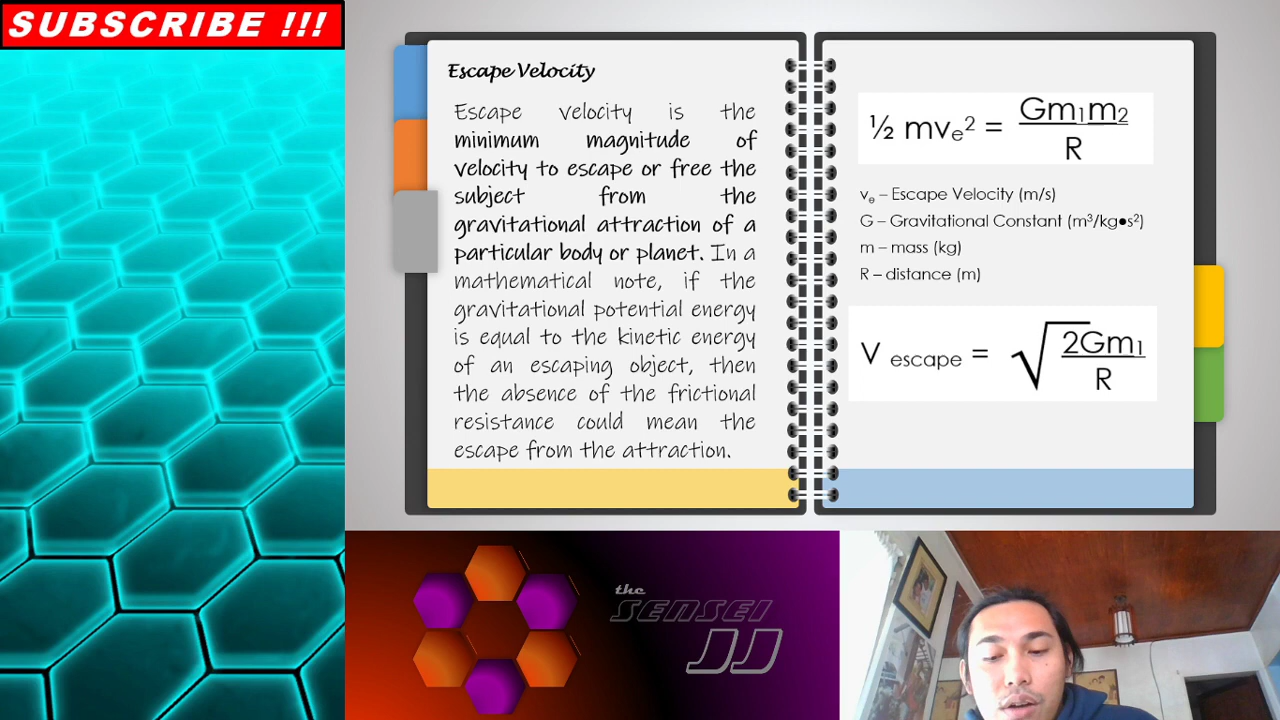 SUBSCRIBE !!!
Escape Velocity
Escape velocity is the
minimum magnitude of
velocity to escape or free the
subject from the
gravitational attraction of a
particular body or planet. In a
mathematical note, if the
gravitational potential energy
is equal to the kinetic energy
of an escaping object, then
the absence of the frictional
resistance could mean the
escape from the attraction.
½ mvₑ² = Gm₁m₂
R
vₑ – Escape Velocity (m/s)
G – Gravitational Constant (m³/kg●s²)
m – mass (kg)
R – distance (m)
V escape = √ 2Gm₁
R
the
SENSEI
JJ